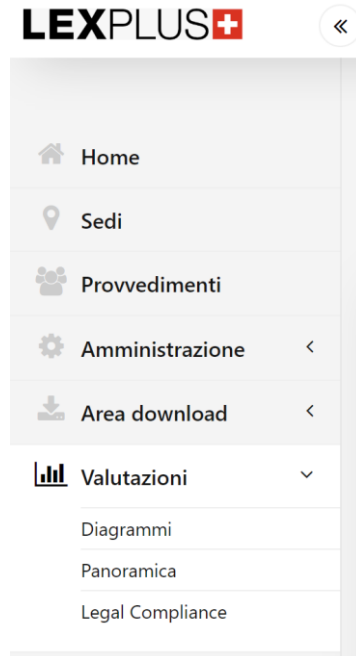 LEXPLUS
Home
Sedi
Provvedimenti
Amministrazione
Area download
Valutazioni
Diagrammi
Panoramica
Legal Compliance